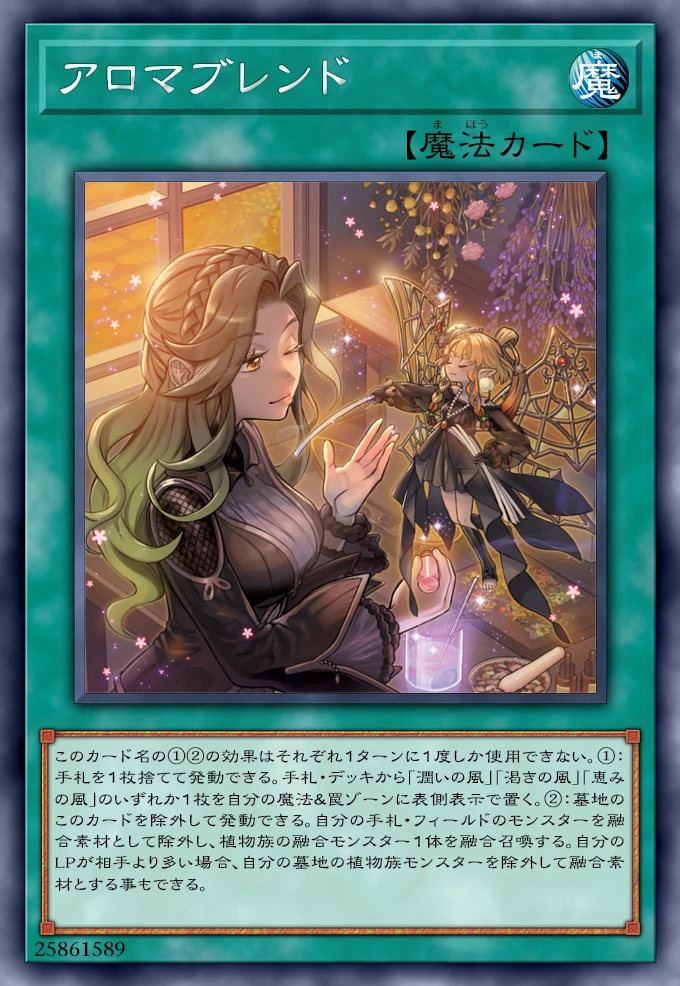 アロマブレンド
魔
ま
ま ほう
【魔法カード】
このカード名の①②の効果はそれぞれ1ターンに1度しか使用できない。①:
手札を1枚捨てて発動できる。手札・デッキから「潤いの風」「渇きの風」「恵み
の風」のいずれか1枚を自分の魔法&罠ゾーンに表側表示で置く。②:墓地の
このカードを除外して発動できる。自分の手札・フィールドのモンスターを融
合素材として除外し、植物族の融合モンスター1体を融合召喚する。自分の
LPが相手より多い場合、自分の墓地の植物族モンスターを除外して融合素
材とする事もできる。
25861589